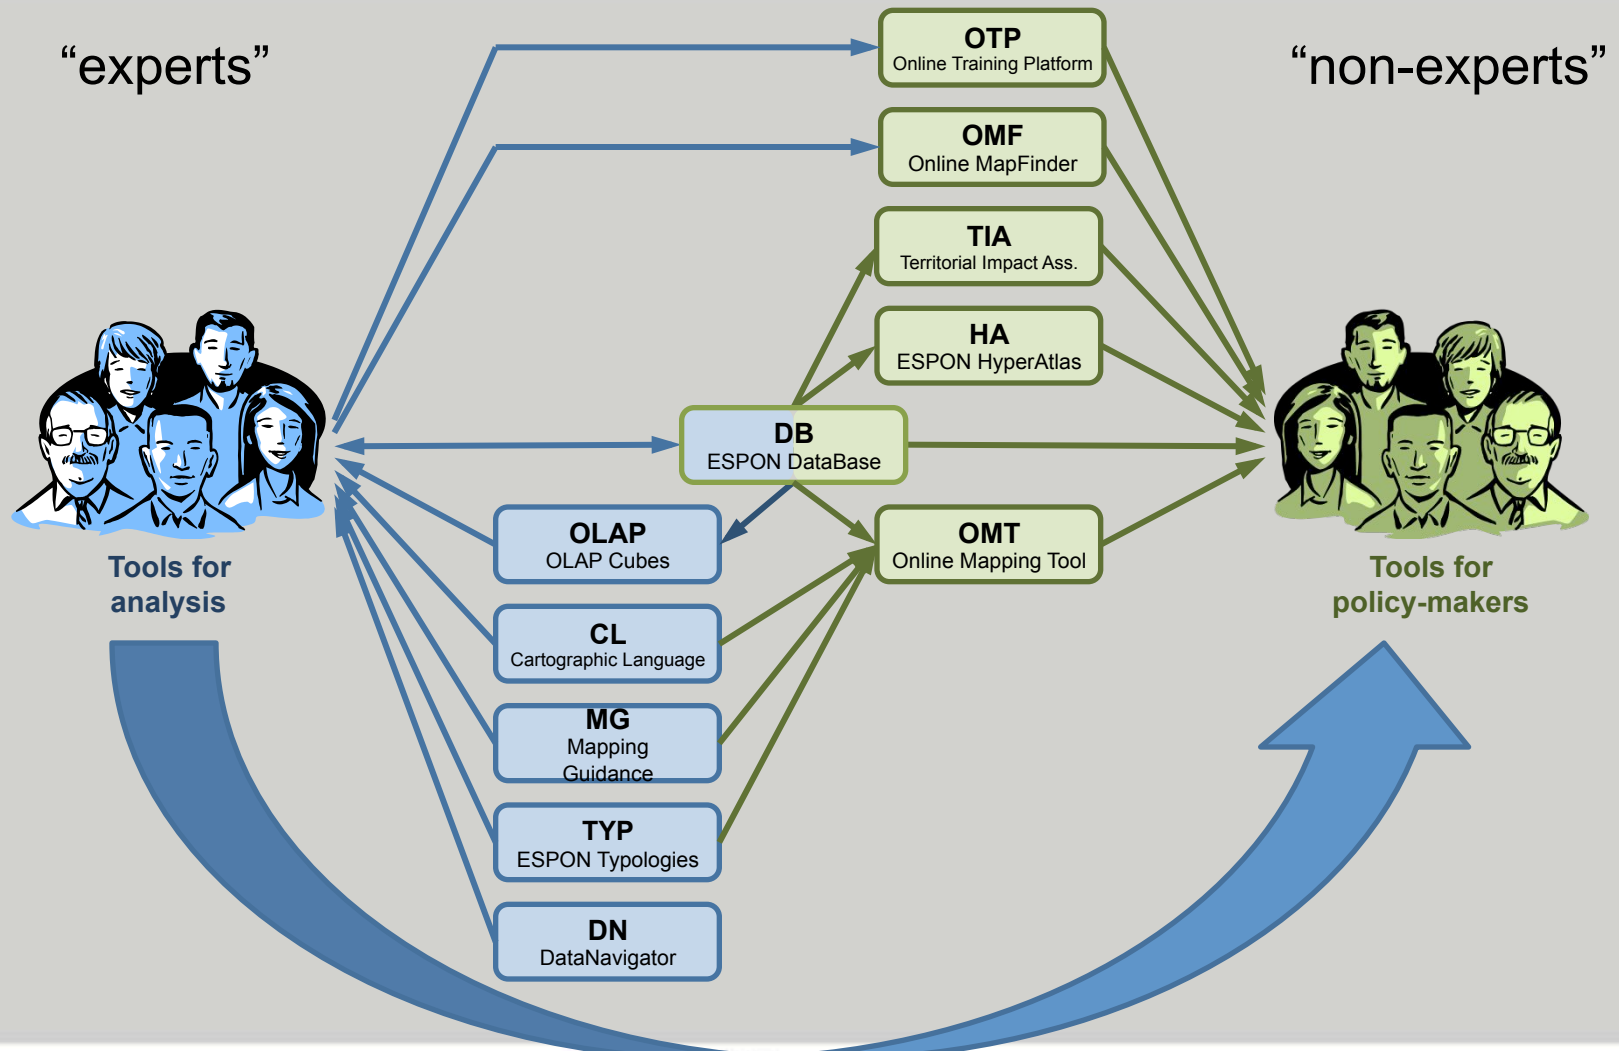 “experts”
“non-experts”
OTP
Online Training Platform
OMF
Online MapFinder
TIA
Territorial Impact Ass.
HA
ESPON HyperAtlas
DB
ESPON DataBase
OLAP
OLAP Cubes
OMT
Online Mapping Tool
Tools for
analysis
Tools for
policy-makers
CL
Cartographic Language
MG
Mapping
Guidance
TYP
ESPON Typologies
DN
DataNavigator